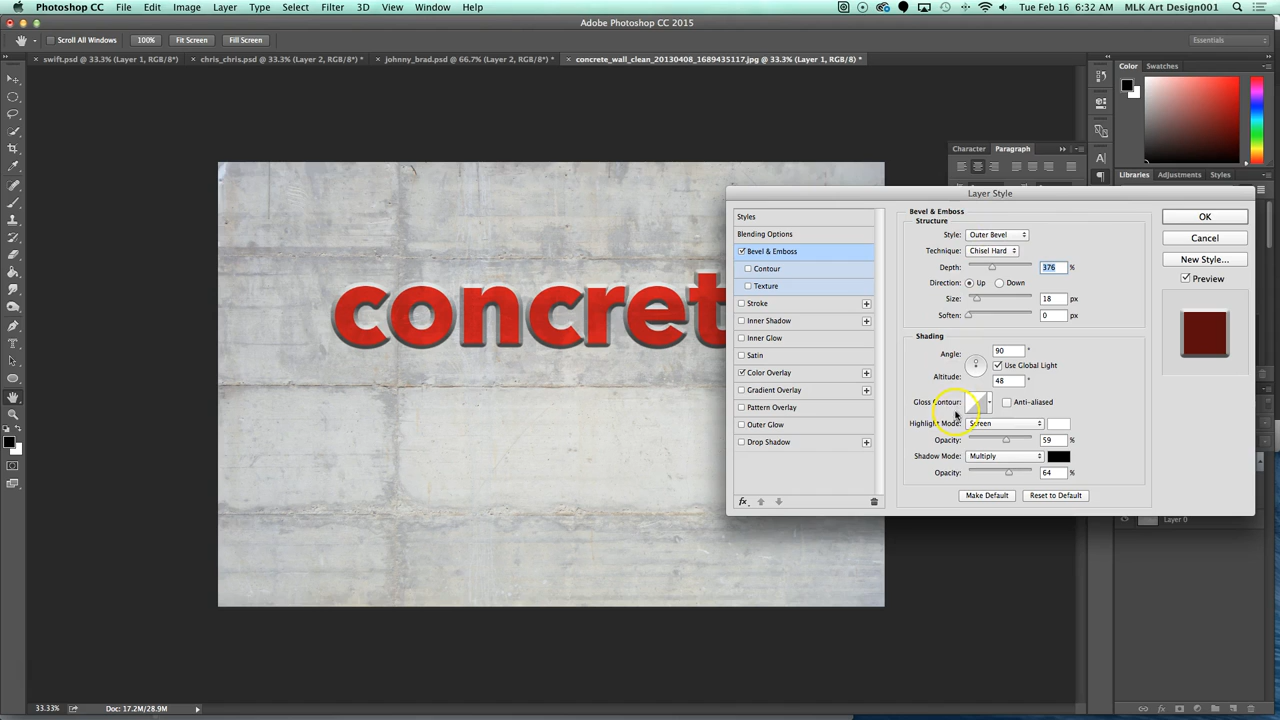 Photoshop CC File Edit Image Layer Type Select Filter 3D View Window Help Tue Feb 16 6:32 AM MLK Art Design001
Adobe Photoshop CC 2015
Scroll All Windows 100% Fit Screen Fill Screen Essentials
swift.psd @ 33.3% (Layer 1, RGB/8*) chris_chris.psd @ 33.3% (Layer 2, RGB/8*) * johnny_brad.psd @ 66.7% (Layer 2, RGB/8*) * concrete_wall_clean_20130408_1689435117.jpg @ 33.3% (Layer 1, RGB/8) *
Color Swatches
Character Paragraph
Libraries Adjustments Styles
Layer Style
Styles
Blending Options
Bevel & Emboss
Contour
Texture
Stroke
Inner Shadow
Inner Glow
Satin
Color Overlay
Gradient Overlay
Pattern Overlay
Outer Glow
Drop Shadow
fx
Bevel & Emboss
Structure
Style: Outer Bevel
Technique: Chisel Hard
Depth: 376 %
Direction: Up Down
Size: 18 px
Soften: 0 px
Shading
Angle: 90 °
Use Global Light
Altitude: 48
Gloss Contour: Anti-aliased
Highlight Mode: Screen
Opacity: 59 %
Shadow Mode: Multiply
Opacity: 64 %
Make Default Reset to Default
OK
Cancel
New Style...
Preview
concret
Layer 0
33.33% Doc: 17.2M/28.9M